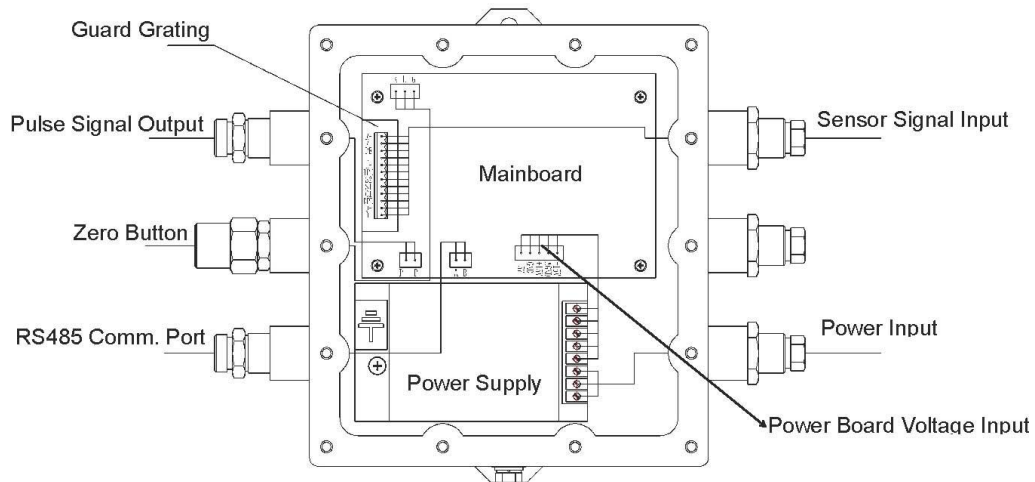 Guard Grating
Pulse Signal Output
Sensor Signal Input
Mainboard
Zero Button
RS485 Comm. Port
Power Input
Power Supply
Power Board Voltage Input